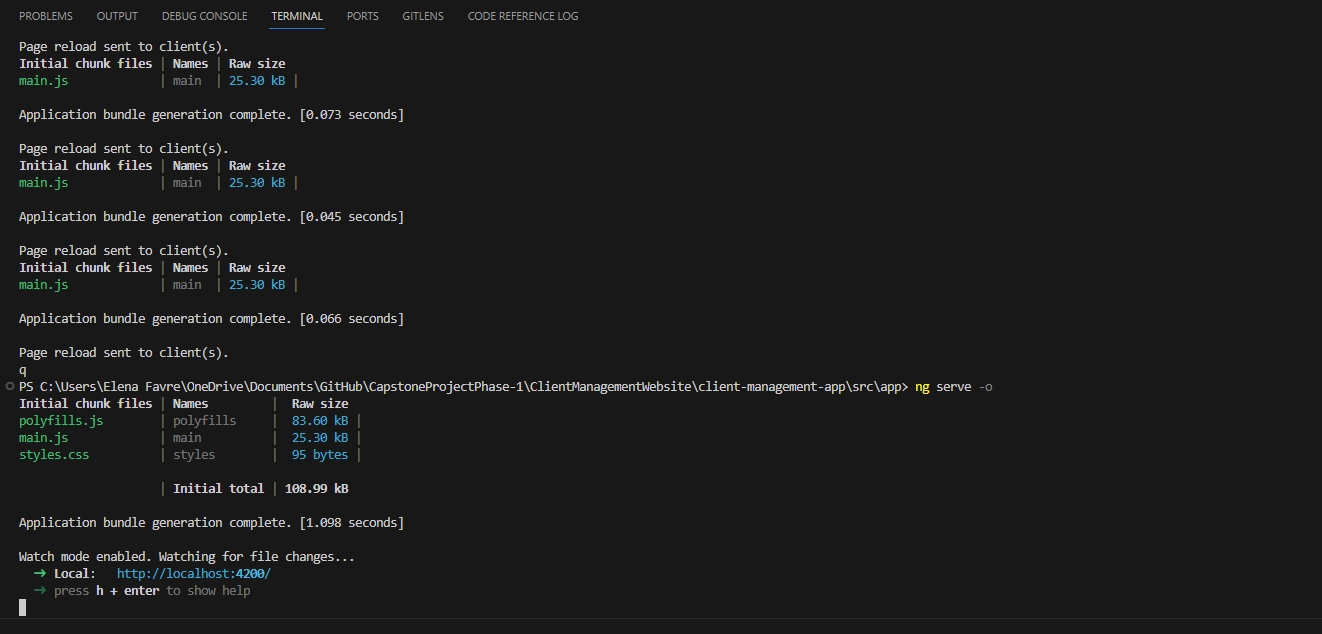 PROBLEMS OUTPUT DEBUG CONSOLE TERMINAL PORTS GITLENS CODE REFERENCE LOG
Page reload sent to client(s).
Initial chunk files | Names | Raw size
main.js | main | 25.30 kB |
Application bundle generation complete. [0.073 seconds]
Page reload sent to client(s).
Initial chunk files | Names | Raw size
main.js | main | 25.30 kB |
Application bundle generation complete. [0.045 seconds]
Page reload sent to client(s).
Initial chunk files | Names | Raw size
main.js | main | 25.30 kB |
Application bundle generation complete. [0.066 seconds]
Page reload sent to client(s).
q
PS C:\Users\Elena Favre\OneDrive\Documents\GitHub\CapstoneProjectPhase-1\ClientManagementWebsite\client-management-app\src\app> ng serve -o
Initial chunk files | Names | Raw size
polyfills.js | polyfills | 83.60 kB |
main.js | main | 25.30 kB |
styles.css | styles | 95 bytes |
| Initial total | 108.99 kB
Application bundle generation complete. [1.098 seconds]
Watch mode enabled. Watching for file changes...
➜ Local: http://localhost:4200/
➜ press h + enter to show help